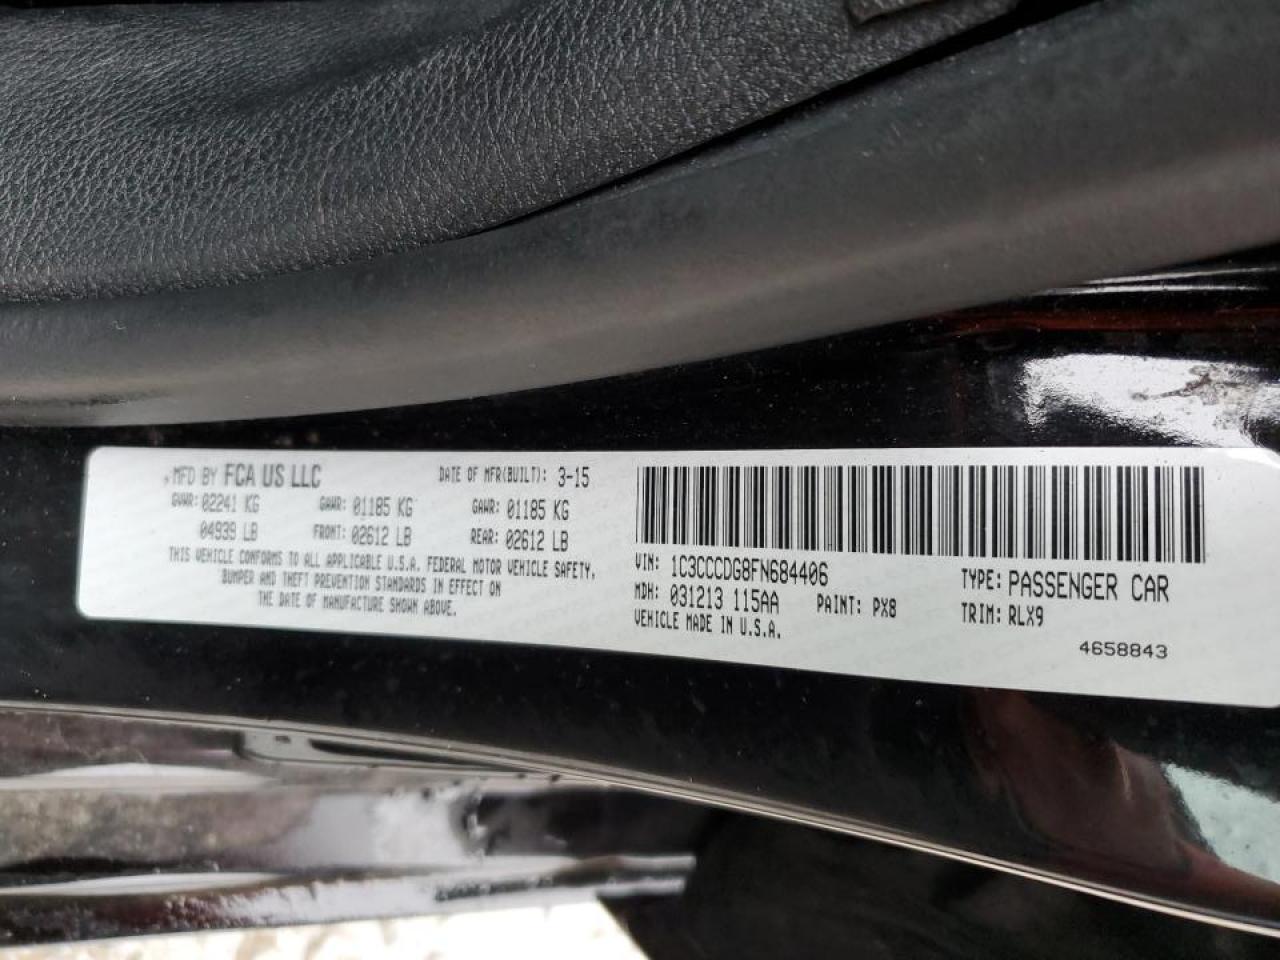 MFD BY FCA US LLC DATE OF MFR(BUILT): 3-15
GVWR: 02241 KG GAWR: 01185 KG GAWR: 01185 KG
04939 LB FRONT: 02612 LB REAR: 02612 LB
THIS VEHICLE CONFORMS TO ALL APPLICABLE U.S.A. FEDERAL MOTOR VEHICLE SAFETY,
BUMPER AND THEFT PREVENTION STANDARDS IN EFFECT ON
THE DATE OF MANUFACTURE SHOWN ABOVE.
VIN: 1C3CCCDG8FN684406 TYPE: PASSENGER CAR
MDH: 031213 115AA PAINT: PX8 TRIM: RLX9
VEHICLE MADE IN U.S.A.
4658843